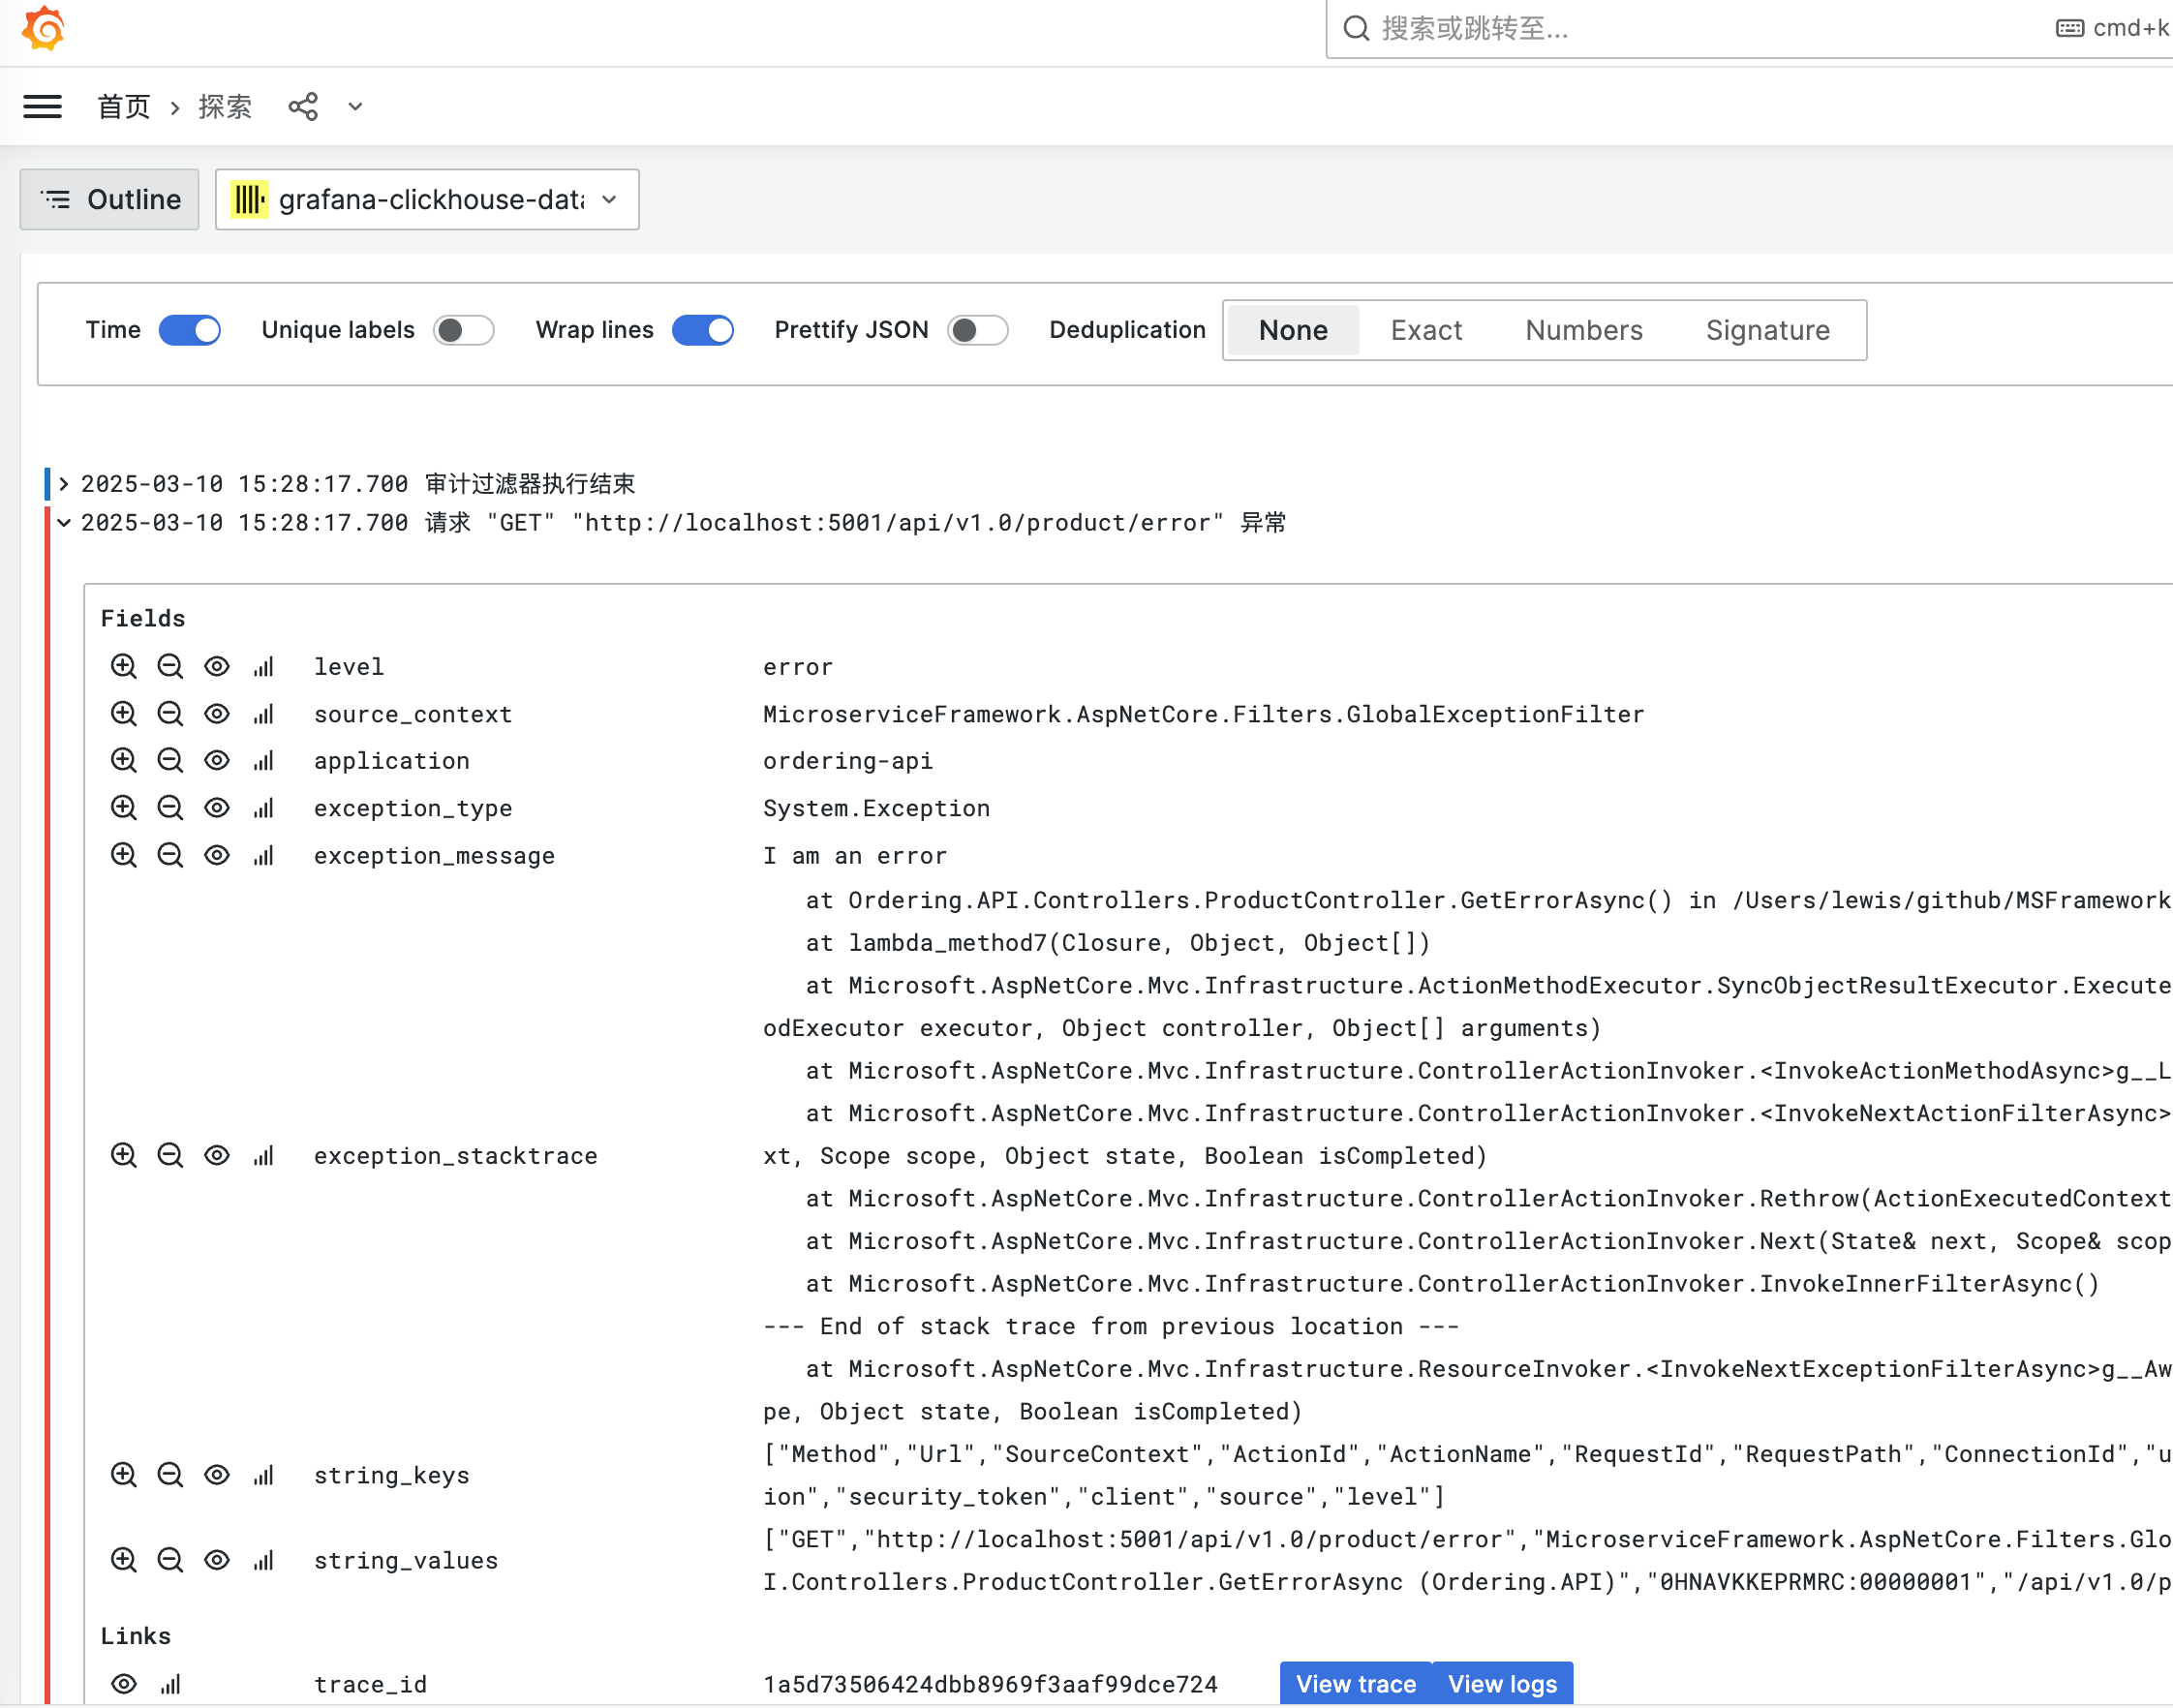 搜索或跳转至...
cmd+k
首页 › 探索
Outline
grafana-clickhouse-data
Time
Unique labels
Wrap lines
Prettify JSON
Deduplication
None
Exact
Numbers
Signature
2025-03-10 15:28:17.700 审计过滤器执行结束
2025-03-10 15:28:17.700 请求 "GET" "http://localhost:5001/api/v1.0/product/error" 异常
Fields
level error
source_context MicroserviceFramework.AspNetCore.Filters.GlobalExceptionFilter
application ordering-api
exception_type System.Exception
exception_message I am an error
at Ordering.API.Controllers.ProductController.GetErrorAsync() in /Users/lewis/github/MSFramework
at lambda_method7(Closure, Object, Object[])
at Microsoft.AspNetCore.Mvc.Infrastructure.ActionMethodExecutor.SyncObjectResultExecutor.Execute
odExecutor executor, Object controller, Object[] arguments)
at Microsoft.AspNetCore.Mvc.Infrastructure.ControllerActionInvoker.<InvokeActionMethodAsync>g__L
at Microsoft.AspNetCore.Mvc.Infrastructure.ControllerActionInvoker.<InvokeNextActionFilterAsync>
exception_stacktrace xt, Scope scope, Object state, Boolean isCompleted)
at Microsoft.AspNetCore.Mvc.Infrastructure.ControllerActionInvoker.Rethrow(ActionExecutedContext
at Microsoft.AspNetCore.Mvc.Infrastructure.ControllerActionInvoker.Next(State& next, Scope& scop
at Microsoft.AspNetCore.Mvc.Infrastructure.ControllerActionInvoker.InvokeInnerFilterAsync()
--- End of stack trace from previous location ---
at Microsoft.AspNetCore.Mvc.Infrastructure.ResourceInvoker.<InvokeNextExceptionFilterAsync>g__Aw
pe, Object state, Boolean isCompleted)
string_keys ["Method","Url","SourceContext","ActionId","ActionName","RequestId","RequestPath","ConnectionId","u
ion","security_token","client","source","level"]
string_values ["GET","http://localhost:5001/api/v1.0/product/error","MicroserviceFramework.AspNetCore.Filters.Glo
I.Controllers.ProductController.GetErrorAsync (Ordering.API)","0HNAVKKEPRMRC:00000001","/api/v1.0/p
Links
trace_id 1a5d73506424dbb8969f3aaf99dce724 View trace View logs